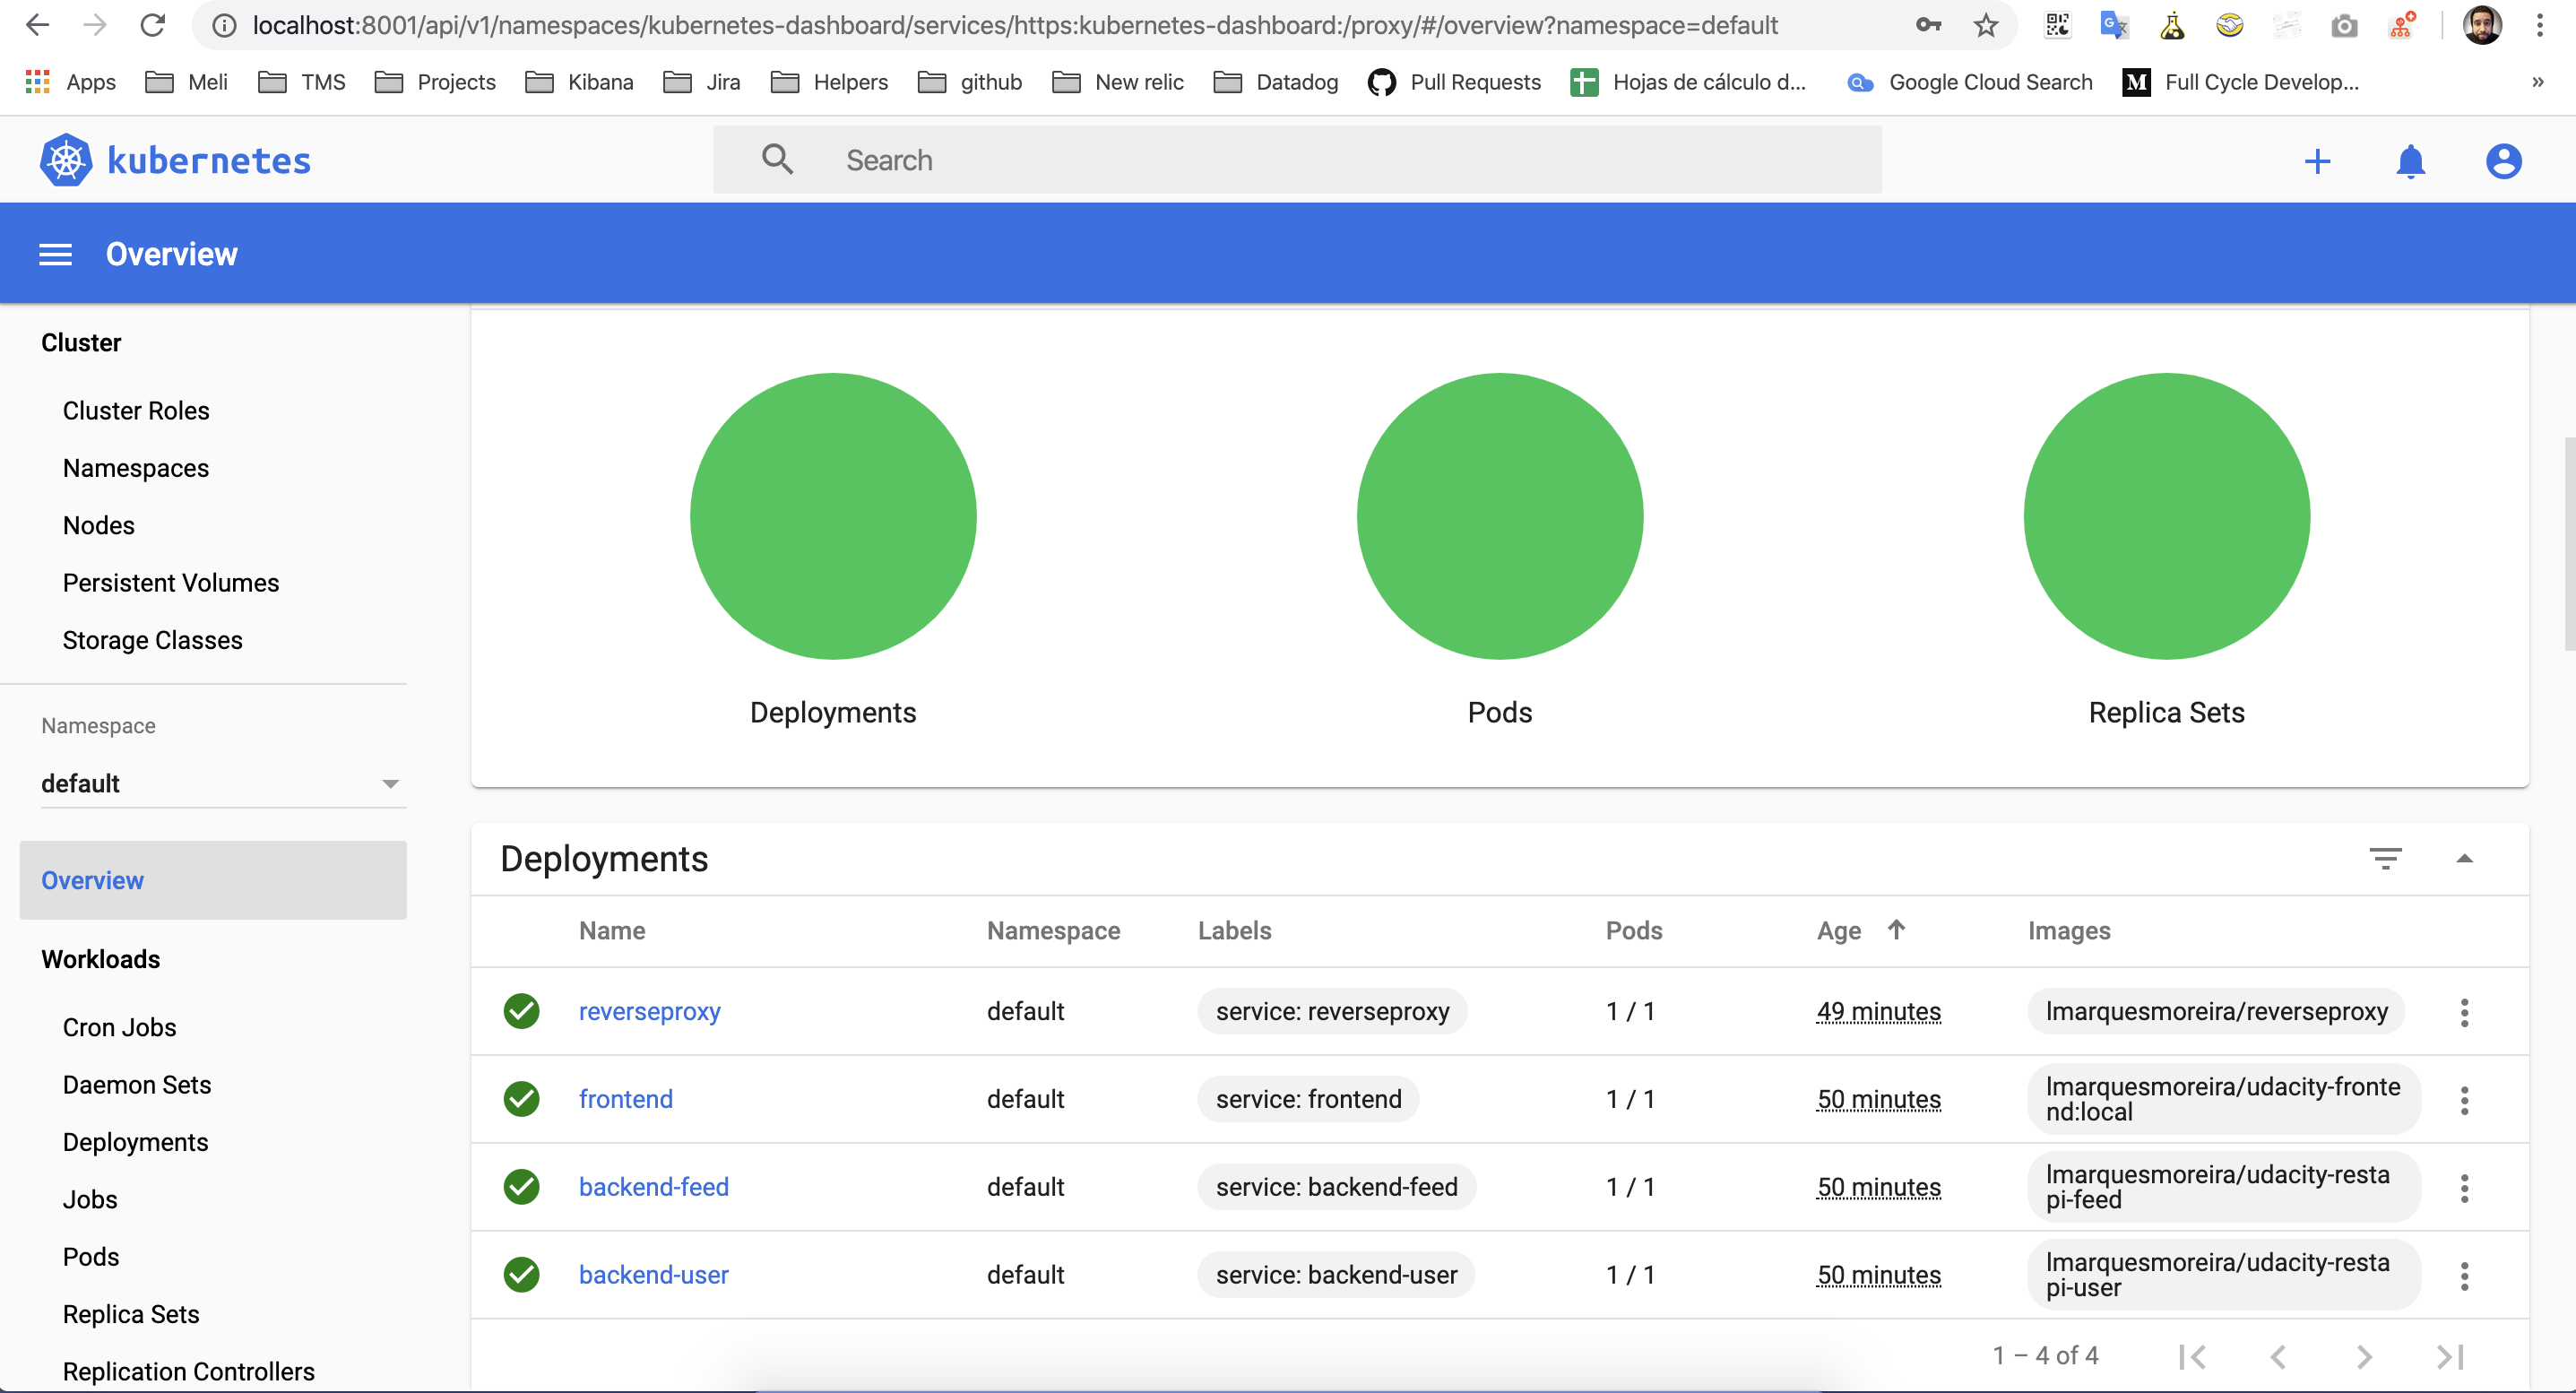 localhost:8001/api/v1/namespaces/kubernetes-dashboard/services/https:kubernetes-dashboard:/proxy/#/overview?namespace=default
Apps Meli TMS Projects Kibana Jira Helpers github New relic Datadog Pull Requests Hojas de cálculo d... Google Cloud Search M Full Cycle Develop... »
kubernetes
Search
Overview
Cluster
Cluster Roles
Namespaces
Nodes
Persistent Volumes
Storage Classes
Namespace
default
Overview
Workloads
Cron Jobs
Daemon Sets
Deployments
Jobs
Pods
Replica Sets
Replication Controllers
Deployments
Pods
Replica Sets
Deployments
Name Namespace Labels Pods Age Images
reverseproxy default service: reverseproxy 1 / 1 49 minutes lmarquesmoreira/reverseproxy
frontend default service: frontend 1 / 1 50 minutes lmarquesmoreira/udacity-fronte
nd:local
backend-feed default service: backend-feed 1 / 1 50 minutes lmarquesmoreira/udacity-resta
pi-feed
backend-user default service: backend-user 1 / 1 50 minutes lmarquesmoreira/udacity-resta
pi-user
1 – 4 of 4